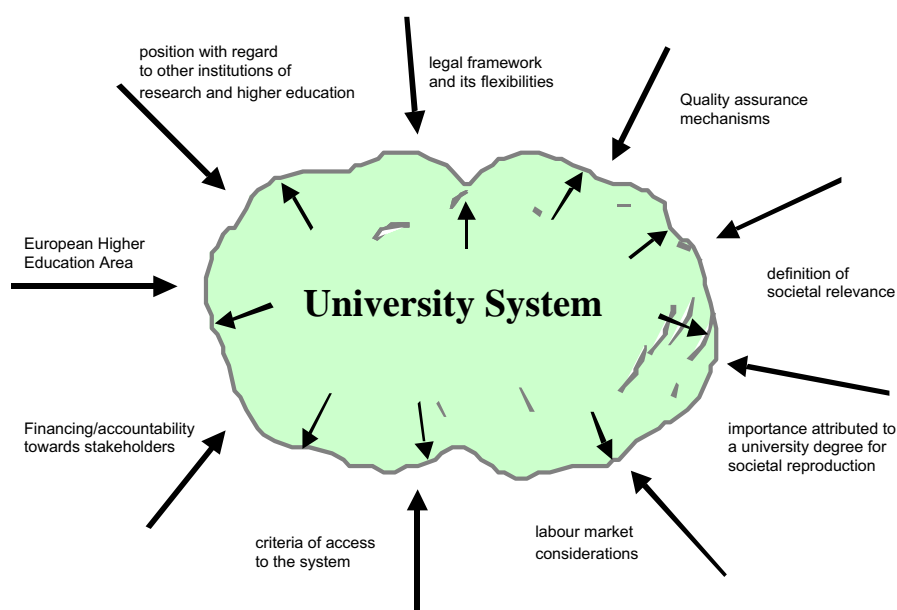 position with regard
to other institutions of
research and higher education
legal framework
and its flexibilities
Quality assurance
mechanisms
European Higher
Education Area
University System
definition of
societal relevance
Financing/accountability
towards stakeholders
importance attributed to
a university degree for
societal reproduction
criteria of access
to the system
labour market
considerations